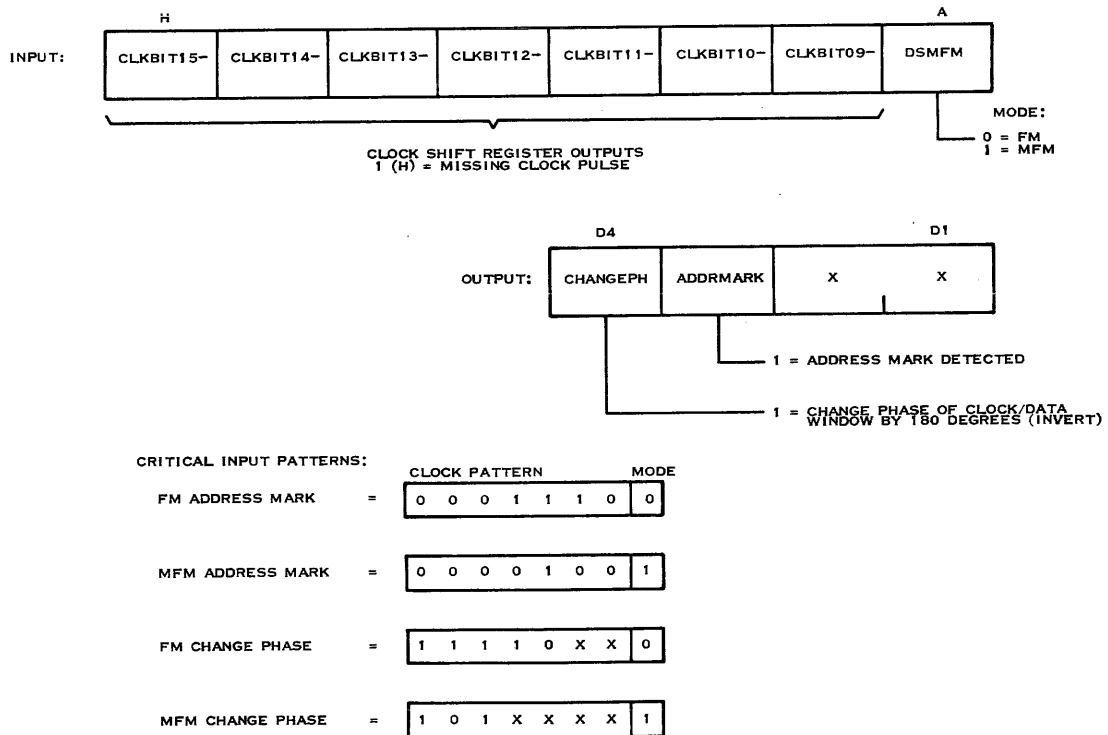 H A
INPUT: CLKBIT15- CLKBIT14- CLKBIT13- CLKBIT12- CLKBIT11- CLKBIT10- CLKBIT09- DSMFM
MODE:
0 = FM
1 = MFM
CLOCK SHIFT REGISTER OUTPUTS
1 (H) = MISSING CLOCK PULSE
D4 D1
OUTPUT: CHANGEPH ADDRMARK X X
1 = ADDRESS MARK DETECTED
1 = CHANGE PHASE OF CLOCK/DATA
WINDOW BY 180 DEGREES (INVERT)
CRITICAL INPUT PATTERNS:
CLOCK PATTERN MODE
FM ADDRESS MARK = 0 0 0 1 1 1 0 0
MFM ADDRESS MARK = 0 0 0 0 1 0 0 1
FM CHANGE PHASE = 1 1 1 1 0 X X 0
MFM CHANGE PHASE = 1 0 1 X X X X 1